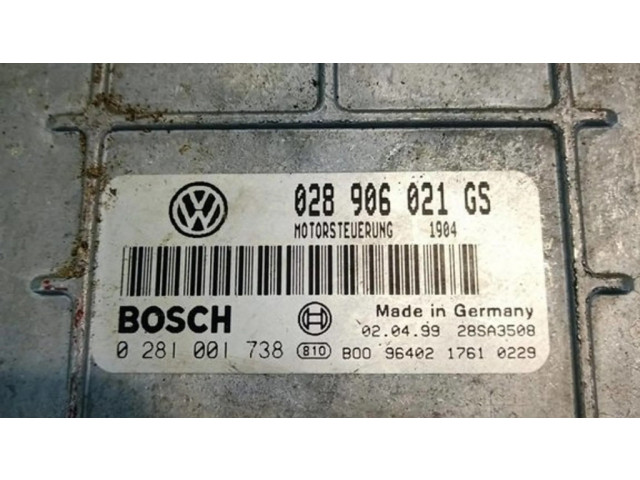 028 906 021 GS
MOTORSTEUERUNG 1904
BOSCH
Made in Germany
02.04.99 28SA3508
0 281 001 738 810 B00 96402 1761 0229